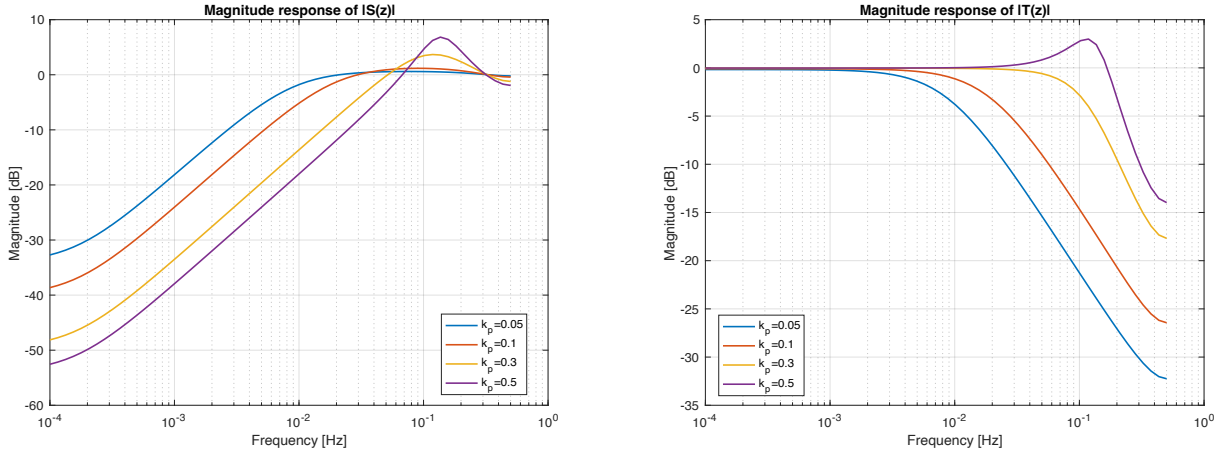 Magnitude response of |S(z)|
Magnitude [dB]
10
0
-10
-20
-30
-40
-50
-60
10^-4
10^-3
10^-2
10^-1
10^0
Frequency [Hz]
k_p=0.05
k_p=0.1
k_p=0.3
k_p=0.5
Magnitude response of |T(z)|
Magnitude [dB]
5
0
-5
-10
-15
-20
-25
-30
-35
10^-4
10^-3
10^-2
10^-1
10^0
Frequency [Hz]
k_p=0.05
k_p=0.1
k_p=0.3
k_p=0.5